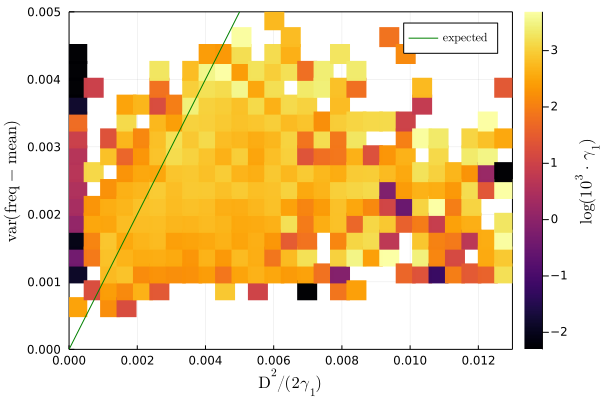 0.005
0.004
0.003
0.002
0.001
0.000
var(freq − mean)
expected
0.000 0.002 0.004 0.006 0.008 0.010 0.012
D²/(2γ₁)
3
2
1
0
−1
−2
log(10³ · γ₁)